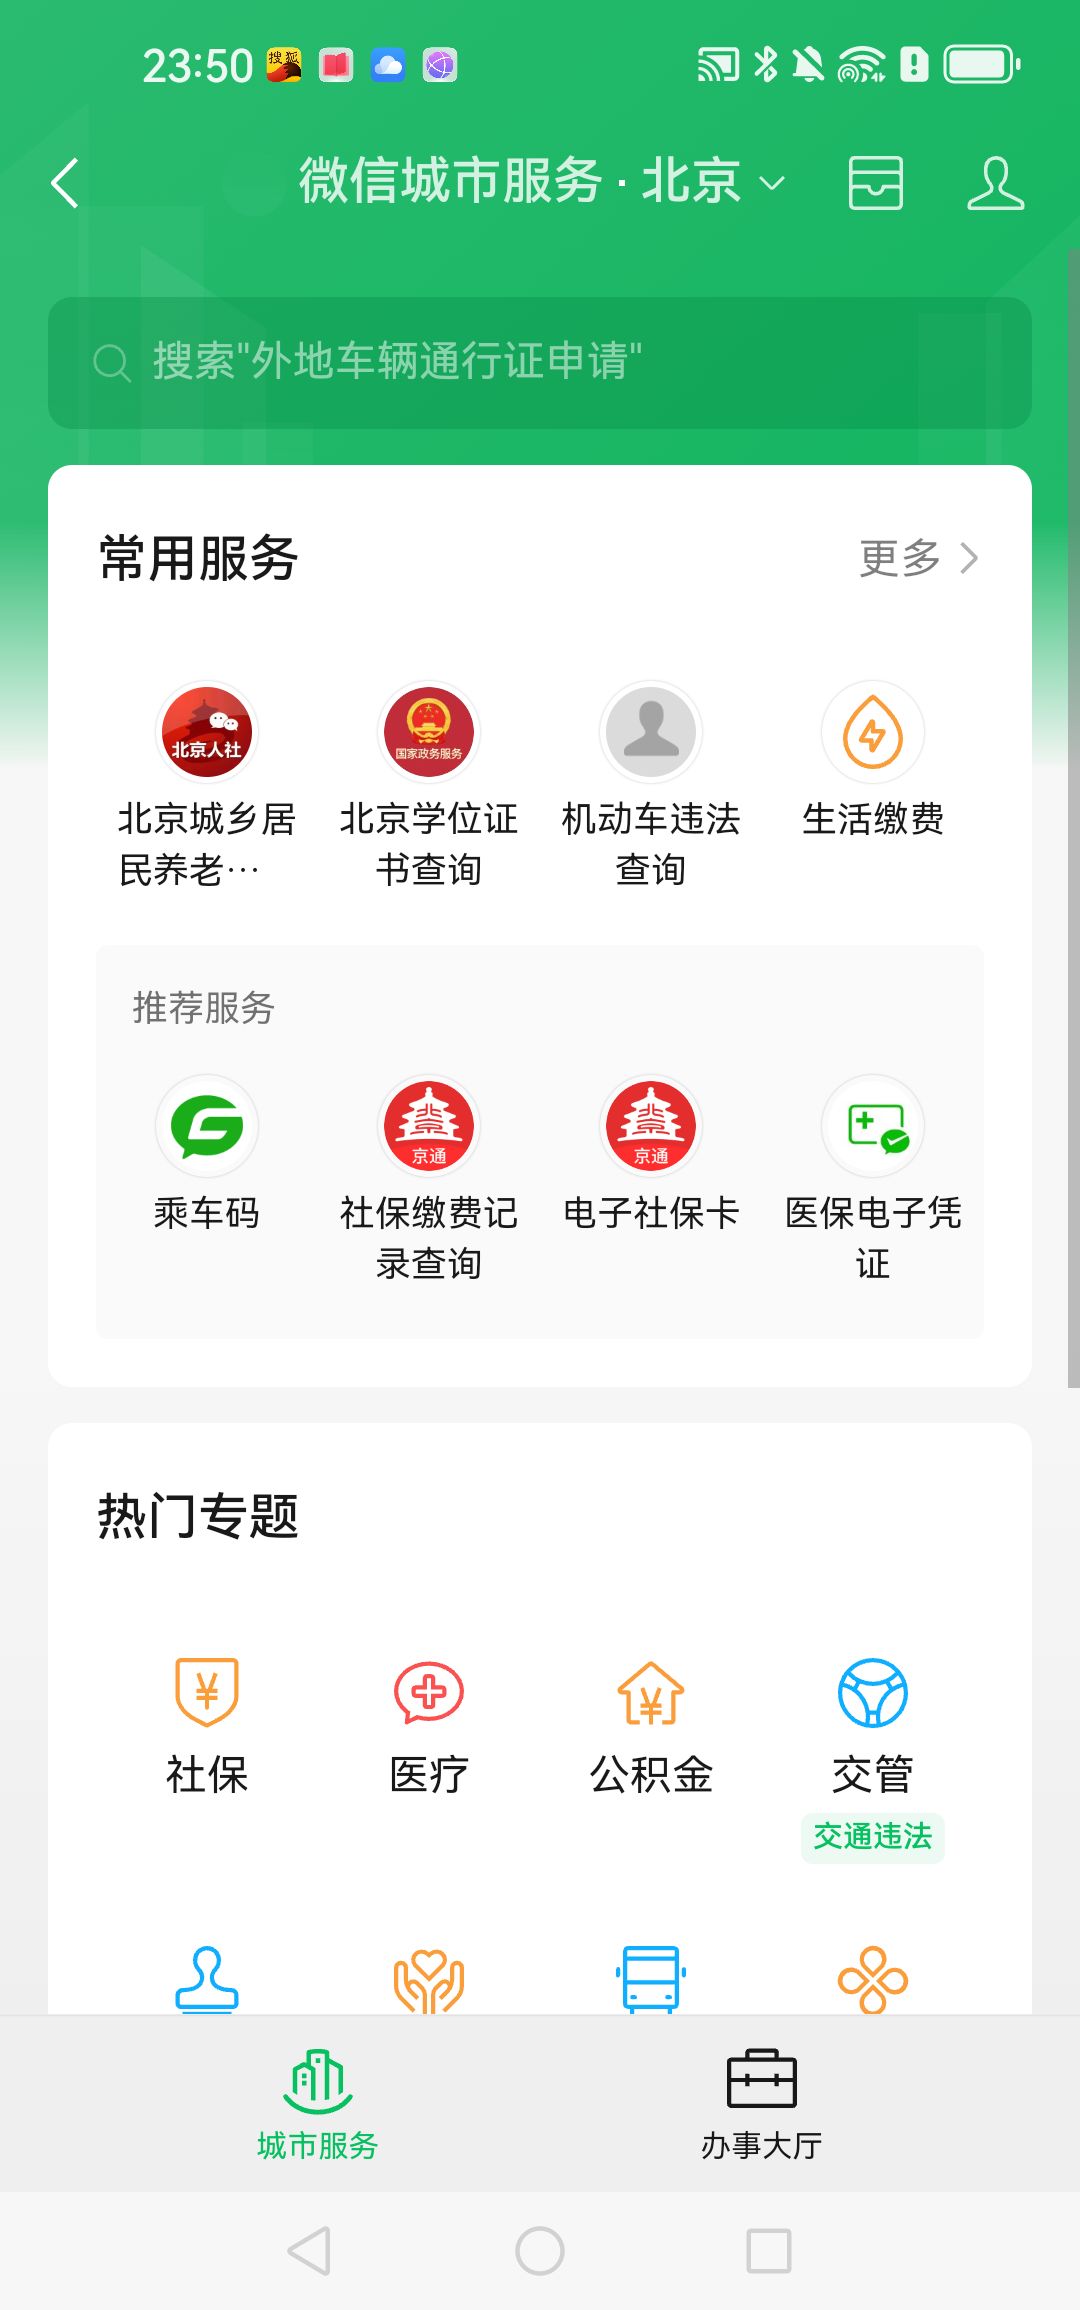 23:50
搜狐
微信城市服务 · 北京
搜索"外地车辆通行证申请"
常用服务
更多
北京人社
国家政务服务
北京城乡居
民养老…
北京学位证
书查询
机动车违法
查询
生活缴费
推荐服务
京通
京通
乘车码
社保缴费记
录查询
电子社保卡
医保电子凭
证
热门专题
社保
医疗
公积金
交管
交通违法
城市服务
办事大厅